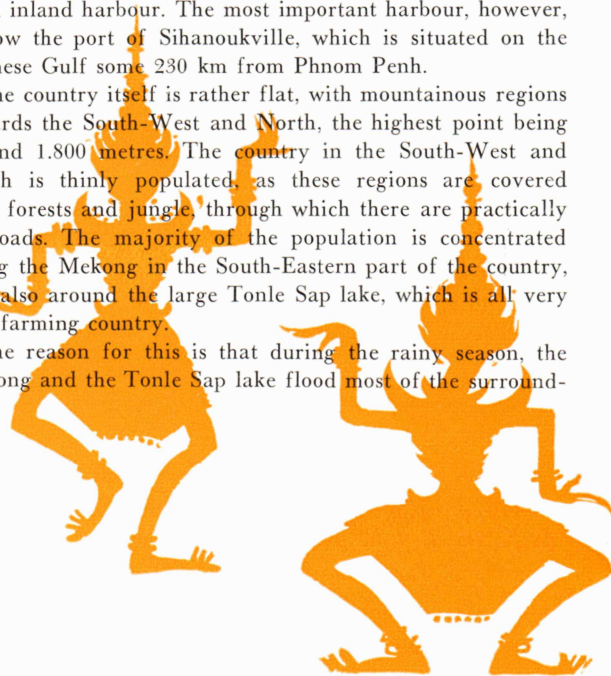 inland harbour. The most important harbour, however,
ow the port of Sihanoukville, which is situated on the
nese Gulf some 230 km from Phnom Penh.
ne country itself is rather flat, with mountainous regions
rds the South-West and North, the highest point being
nd 1.800 metres. The country in the South-West and
h is thinly populated, as these regions are covered
forests and jungle, through which there are practically
oads. The majority of the population is concentrated
g the Mekong in the South-Eastern part of the country,
also around the large Tonle Sap lake, which is all very
farming country.
ne reason for this is that during the rainy season, the
ong and the Tonle Sap lake flood most of the surround-